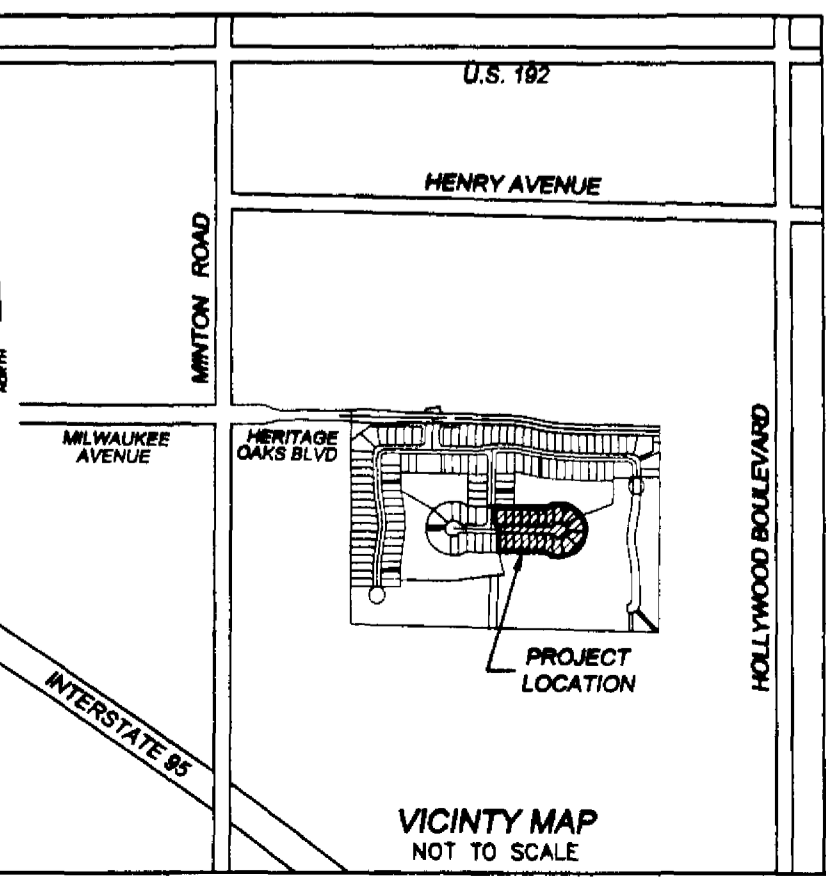 U.S. 192
HENRY AVENUE
MINTON ROAD
NORTH
MILWAUKEE
AVENUE
HERITAGE
OAKS BLVD
HOLLYWOOD BOULEVARD
PROJECT
LOCATION
INTERSTATE 95
VICINTY MAP
NOT TO SCALE